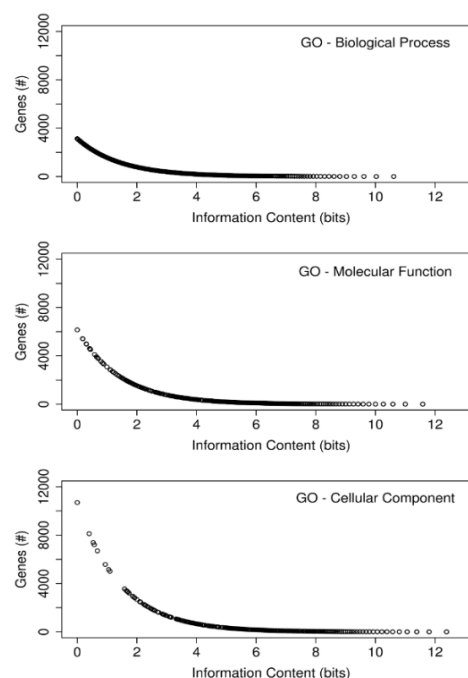 GO - Biological Process
Genes (#)
0 4000 8000 12000
0 2 4 6 8 10 12
Information Content (bits)
GO - Molecular Function
Genes (#)
0 4000 8000 12000
0 2 4 6 8 10 12
Information Content (bits)
GO - Cellular Component
Genes (#)
0 4000 8000 12000
0 2 4 6 8 10 12
Information Content (bits)